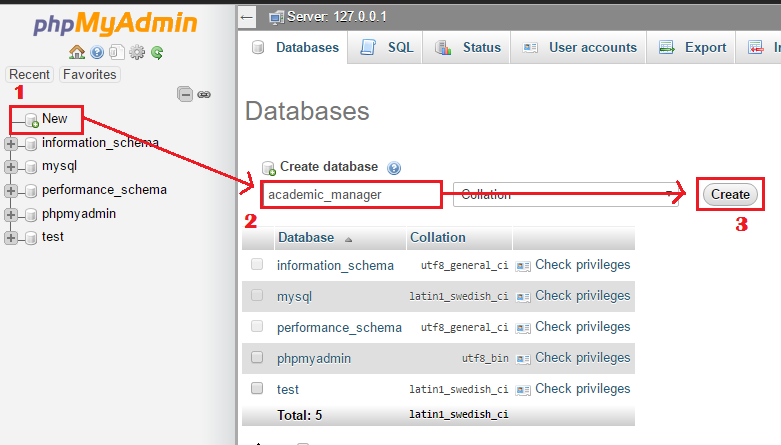 phpMyAdmin
Recent Favorites
1
New
information_schema
mysql
performance_schema
phpmyadmin
test
Server: 127.0.0.1
Databases SQL Status User accounts Export
Databases
Create database
academic_manager Collation Create
2 3
Database Collation
information_schema utf8_general_ci Check privileges
mysql latin1_swedish_ci Check privileges
performance_schema utf8_general_ci Check privileges
phpmyadmin utf8_bin Check privileges
test latin1_swedish_ci Check privileges
Total: 5 latin1_swedish_ci